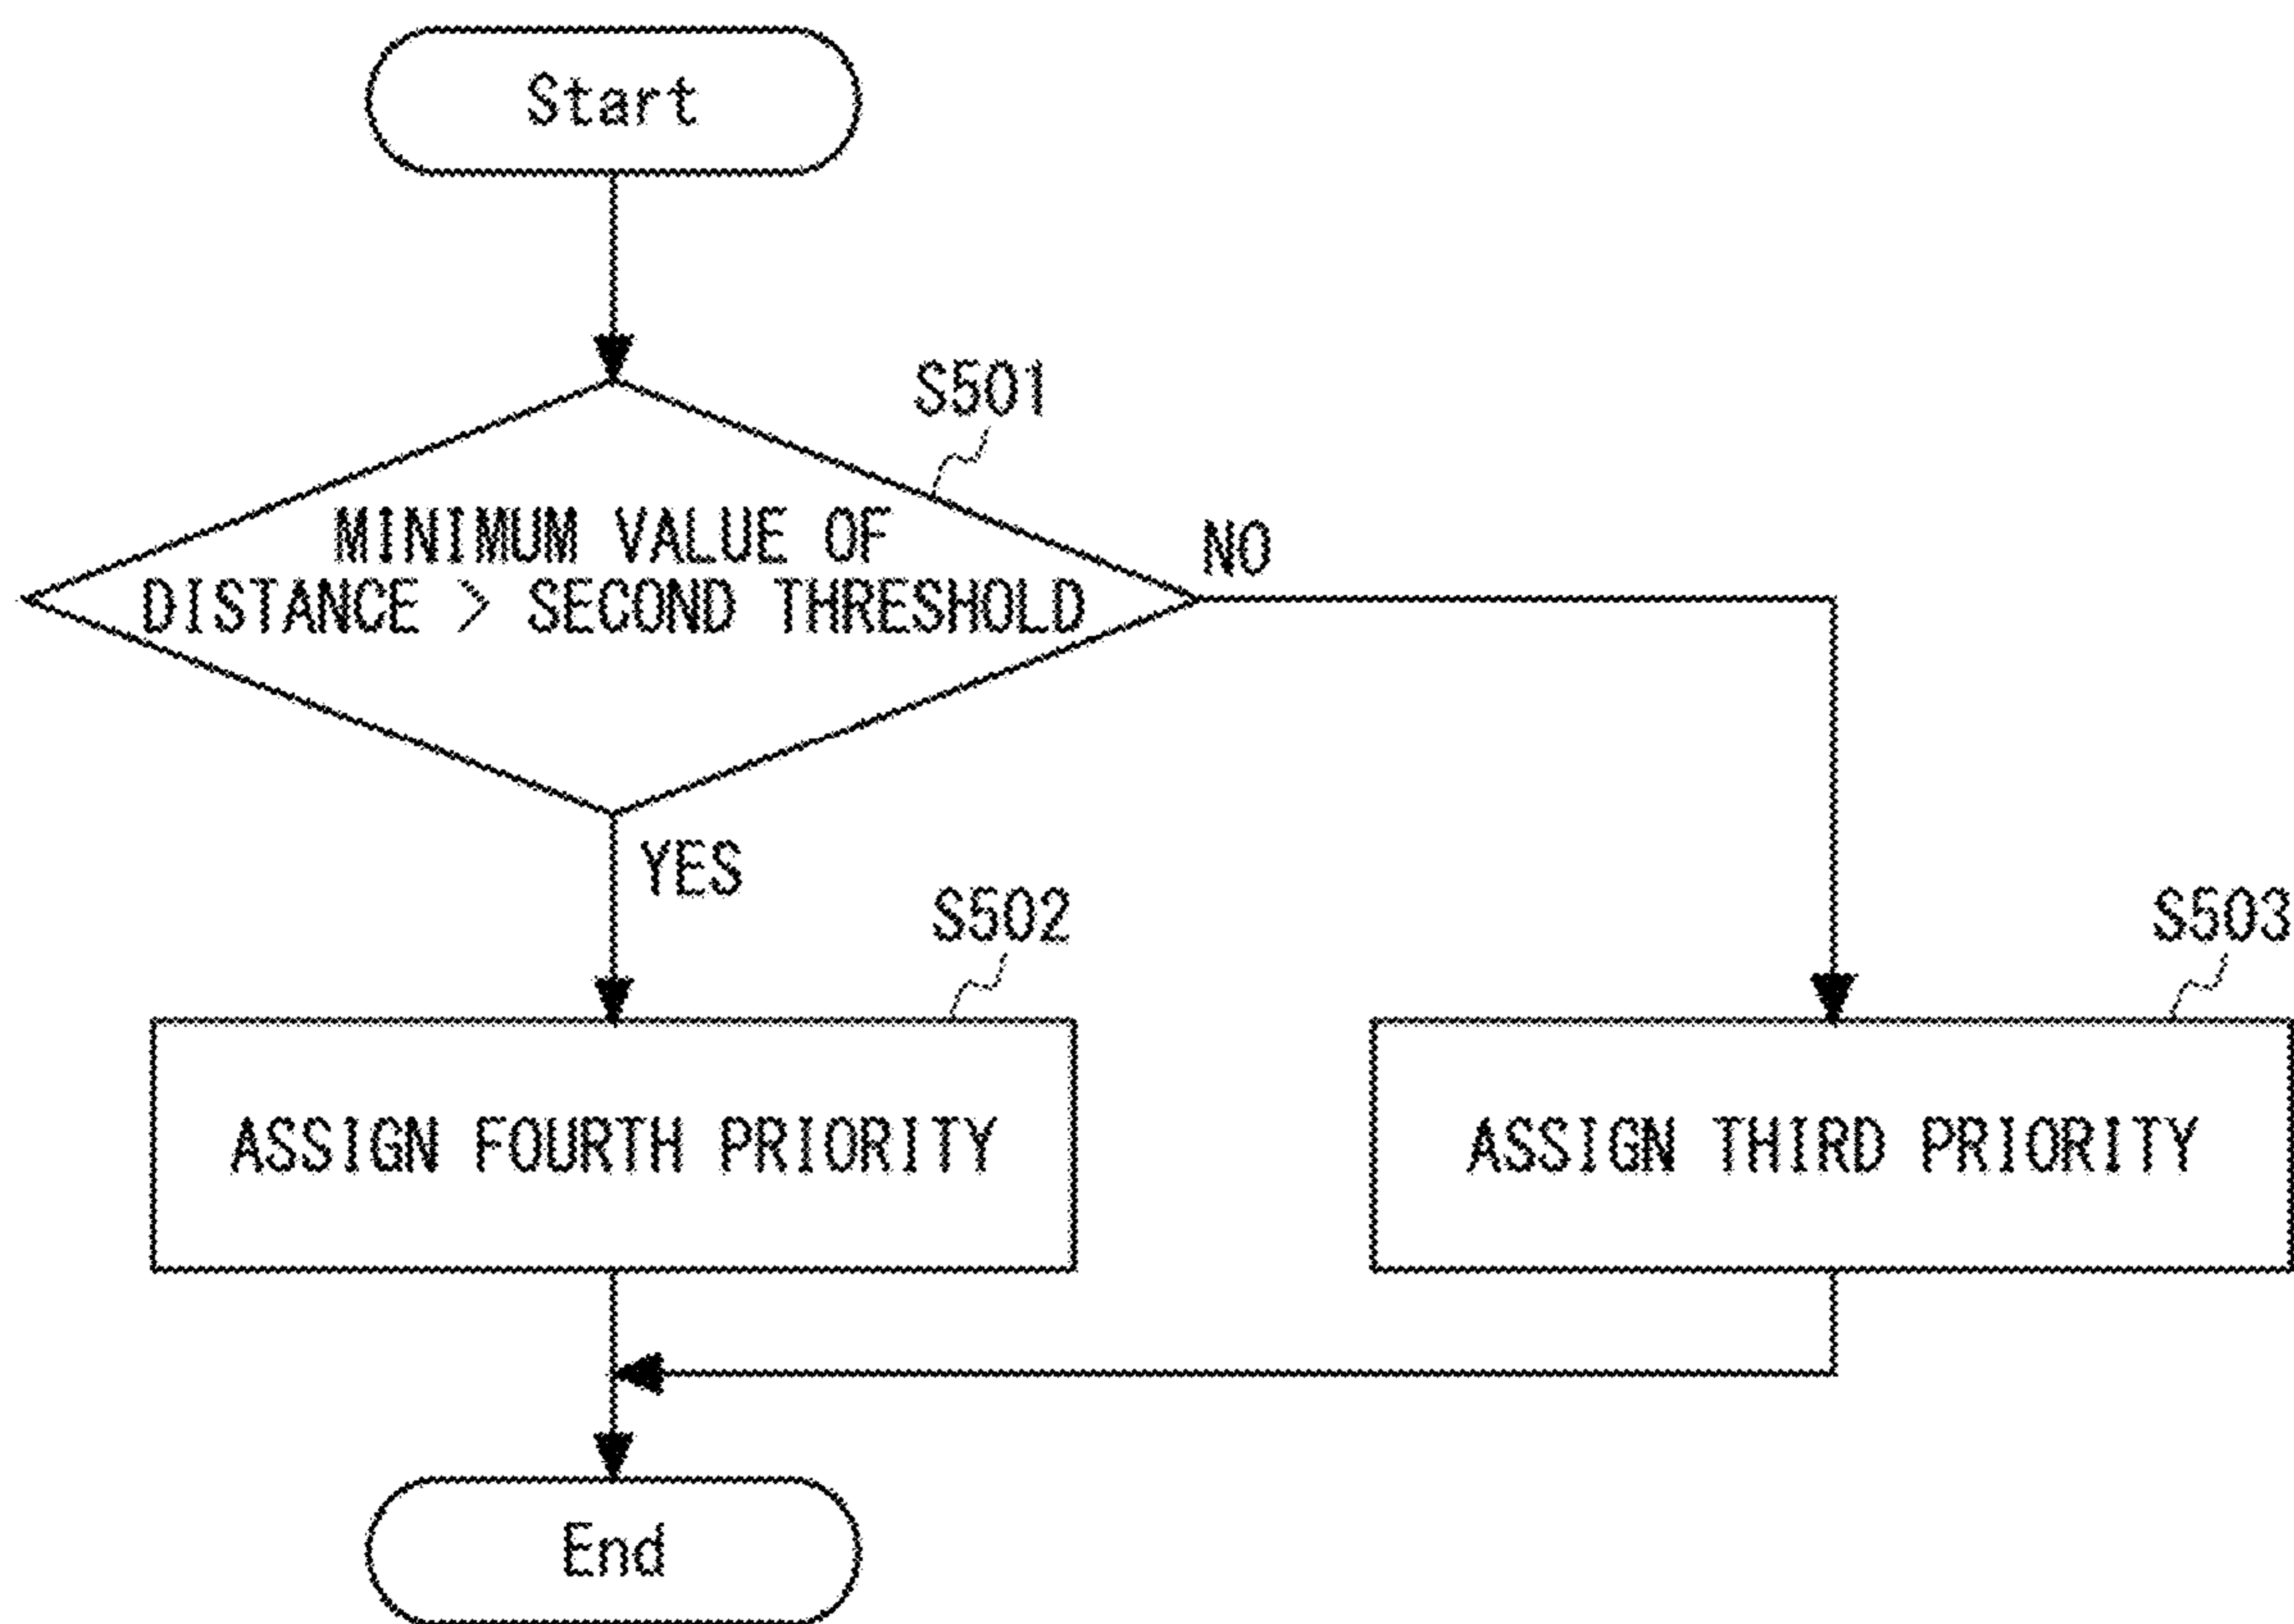 Start
S501
MINIMUM VALUE OF
DISTANCE > SECOND THRESHOLD
NO
YES
S502
S503
ASSIGN FOURTH PRIORITY
ASSIGN THIRD PRIORITY
End